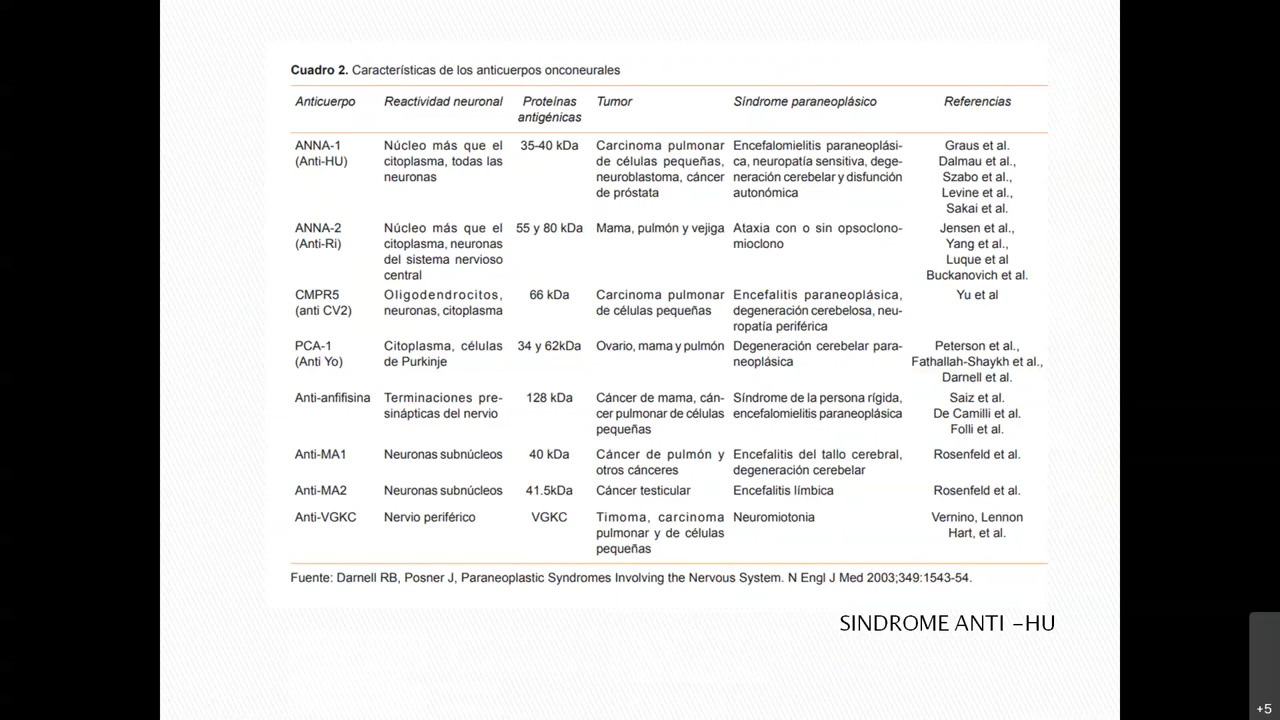 Cuadro 2. Características de los anticuerpos onconeurales
Anticuerpo Reactividad neuronal Proteínas antigénicas Tumor Síndrome paraneoplásico Referencias
ANNA-1 (Anti-HU)
Núcleo más que el
citoplasma, todas las
neuronas
35-40 kDa
Carcinoma pulmonar
de células pequeñas,
neuroblastoma, cáncer
de próstata
Encefalomielitis paraneoplási-
ca, neuropatía sensitiva, dege-
neración cerebelar y disfunción
autonómica
Graus et al.
Dalmau et al.,
Szabo et al.,
Levine et al.,
Sakai et al.
ANNA-2
(Anti-Ri)
Núcleo más que el
citoplasma, neuronas
del sistema nervioso
central
55 y 80 kDa
Mama, pulmón y vejiga
Ataxia con o sin opsoclono-
mioclono
Jensen et al.,
Yang et al.,
Luque et al
Buckanovich et al.
CMPR5
(anti CV2)
Oligodendrocitos,
neuronas, citoplasma
66 kDa
Carcinoma pulmonar
de células pequeñas
Encefalitis paraneoplásica,
degeneración cerebelosa, neu-
ropatía periférica
Yu et al
PCA-1
(Anti Yo)
Citoplasma, células
de Purkinje
34 y 62kDa
Ovario, mama y pulmón
Degeneración cerebelar para-
neoplásica
Peterson et al.,
Fathallah-Shaykh et al.,
Darnell et al.
Anti-anfifisina
Terminaciones pre-
sinápticas del nervio
128 kDa
Cáncer de mama, cán-
cer pulmonar de células
pequeñas
Síndrome de la persona rígida,
encefalomielitis paraneoplásica
Saiz et al.
De Camilli et al.
Folli et al.
Anti-MA1
Neuronas subnúcleos
40 kDa
Cáncer de pulmón y
otros cánceres
Encefalitis del tallo cerebral,
degeneración cerebelar
Rosenfeld et al.
Anti-MA2
Neuronas subnúcleos
41.5kDa
Cáncer testicular
Encefalitis límbica
Rosenfeld et al.
Anti-VGKC
Nervio periférico
VGKC
Timoma, carcinoma
pulmonar y de células
pequeñas
Neuromiotonia
Vernino, Lennon
Hart, et al.
Fuente: Darnell RB, Posner J, Paraneoplastic Syndromes Involving the Nervous System. N Engl J Med 2003;349:1543-54.
SINDROME ANTI –HU
+5